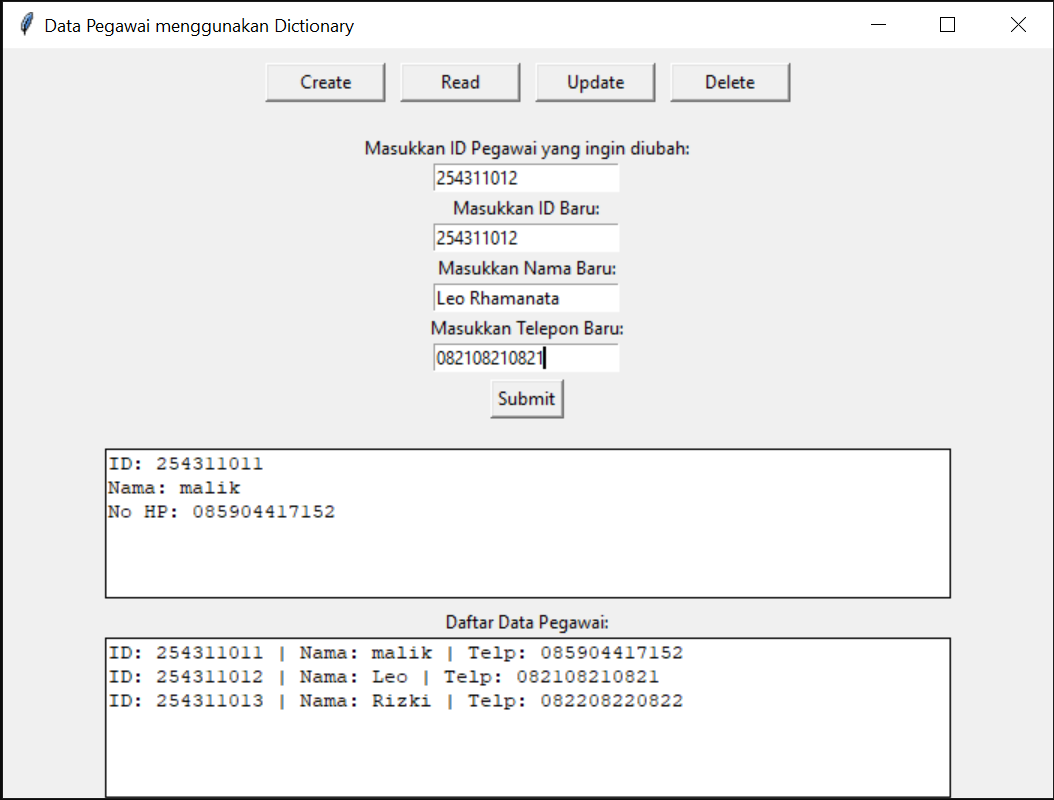 Data Pegawai menggunakan Dictionary
Create Read Update Delete
Masukkan ID Pegawai yang ingin diubah:
254311012
Masukkan ID Baru:
254311012
Masukkan Nama Baru:
Leo Rhamanata
Masukkan Telepon Baru:
082108210821
Submit
ID: 254311011
Nama: malik
No HP: 085904417152
Daftar Data Pegawai:
ID: 254311011 | Nama: malik | Telp: 085904417152
ID: 254311012 | Nama: Leo | Telp: 082108210821
ID: 254311013 | Nama: Rizki | Telp: 082208220822